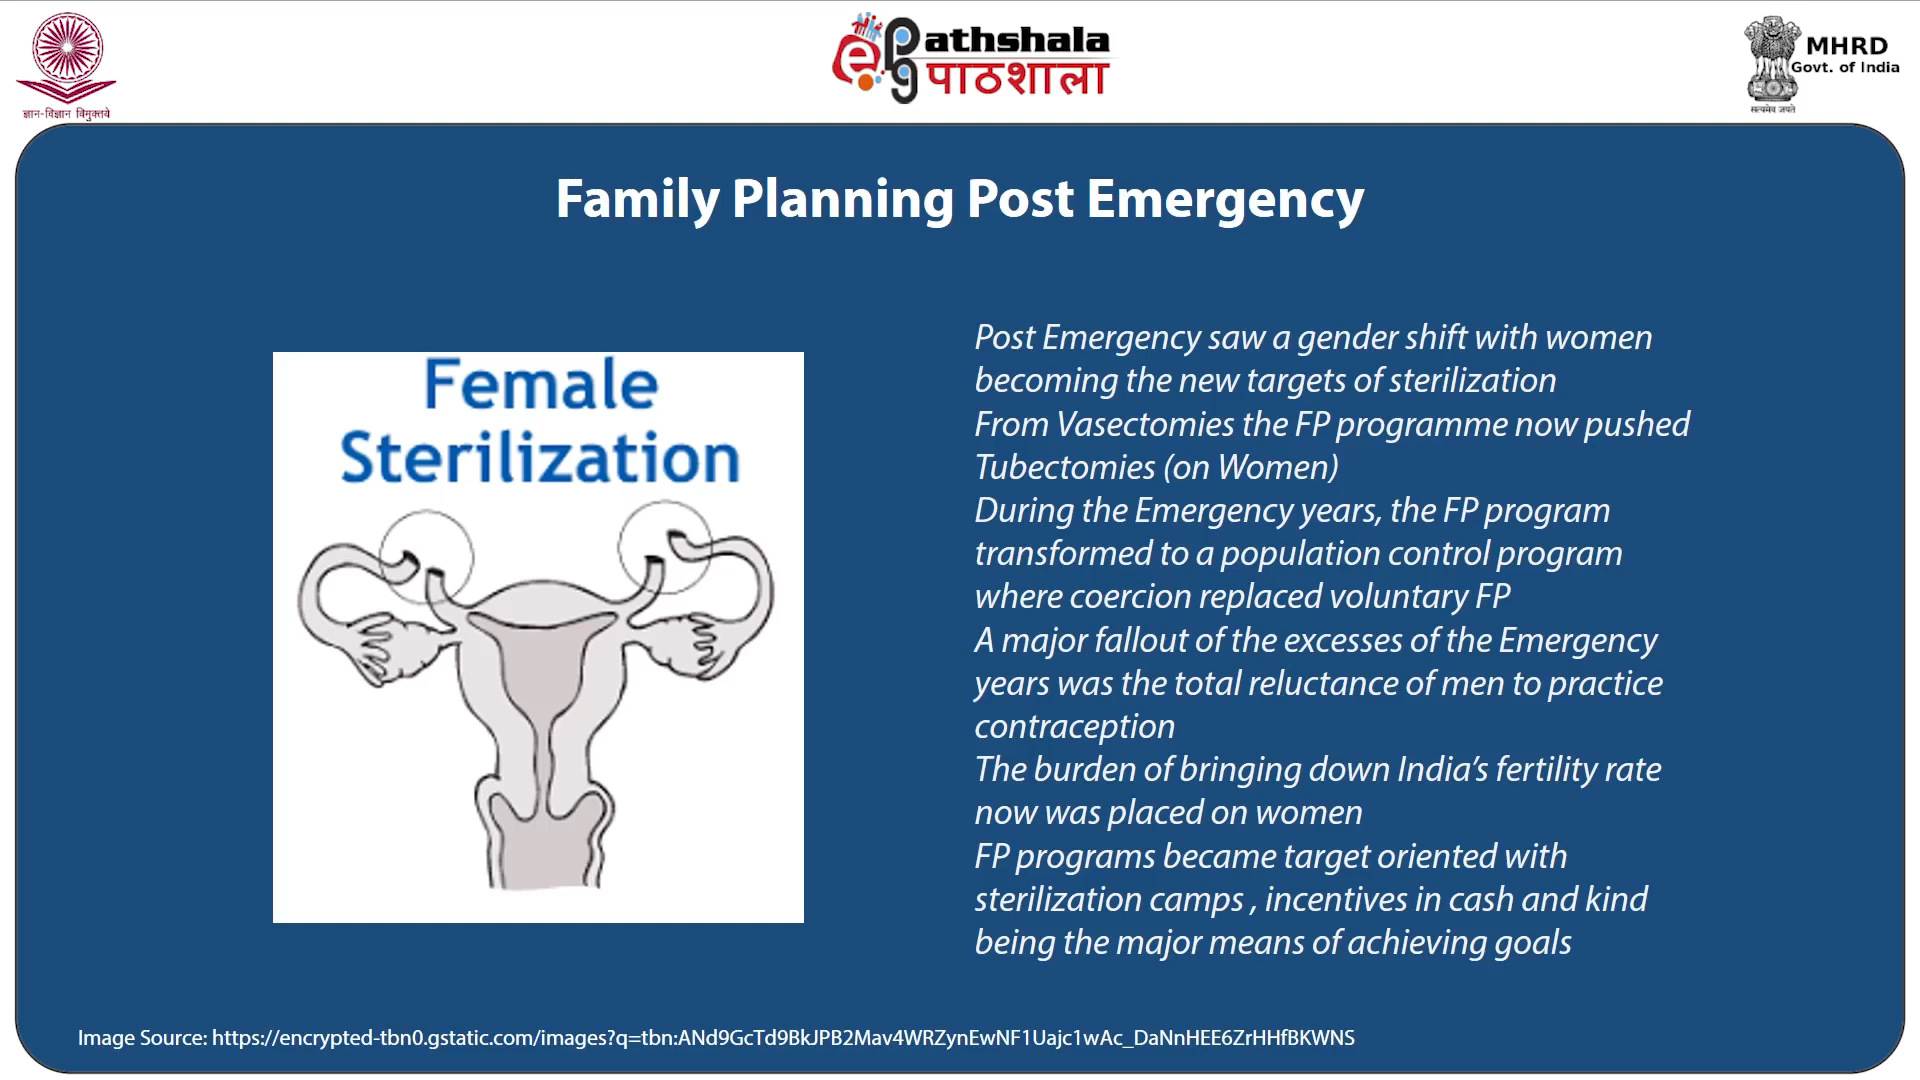 ज्ञान-विज्ञान विमुक्तये
ePg Pathshala
पाठशाला
MHRD
Govt. of India
सत्यमेव जयते
Family Planning Post Emergency
Female
Sterilization
Post Emergency saw a gender shift with women
becoming the new targets of sterilization
From Vasectomies the FP programme now pushed
Tubectomies (on Women)
During the Emergency years, the FP program
transformed to a population control program
where coercion replaced voluntary FP
A major fallout of the excesses of the Emergency
years was the total reluctance of men to practice
contraception
The burden of bringing down India’s fertility rate
now was placed on women
FP programs became target oriented with
sterilization camps , incentives in cash and kind
being the major means of achieving goals
Image Source: https://encrypted-tbn0.gstatic.com/images?q=tbn:ANd9GcTd9BkJPB2Mav4WRZynEwNF1Uajc1wAc_DaNnHEE6ZrHHfBKWNS